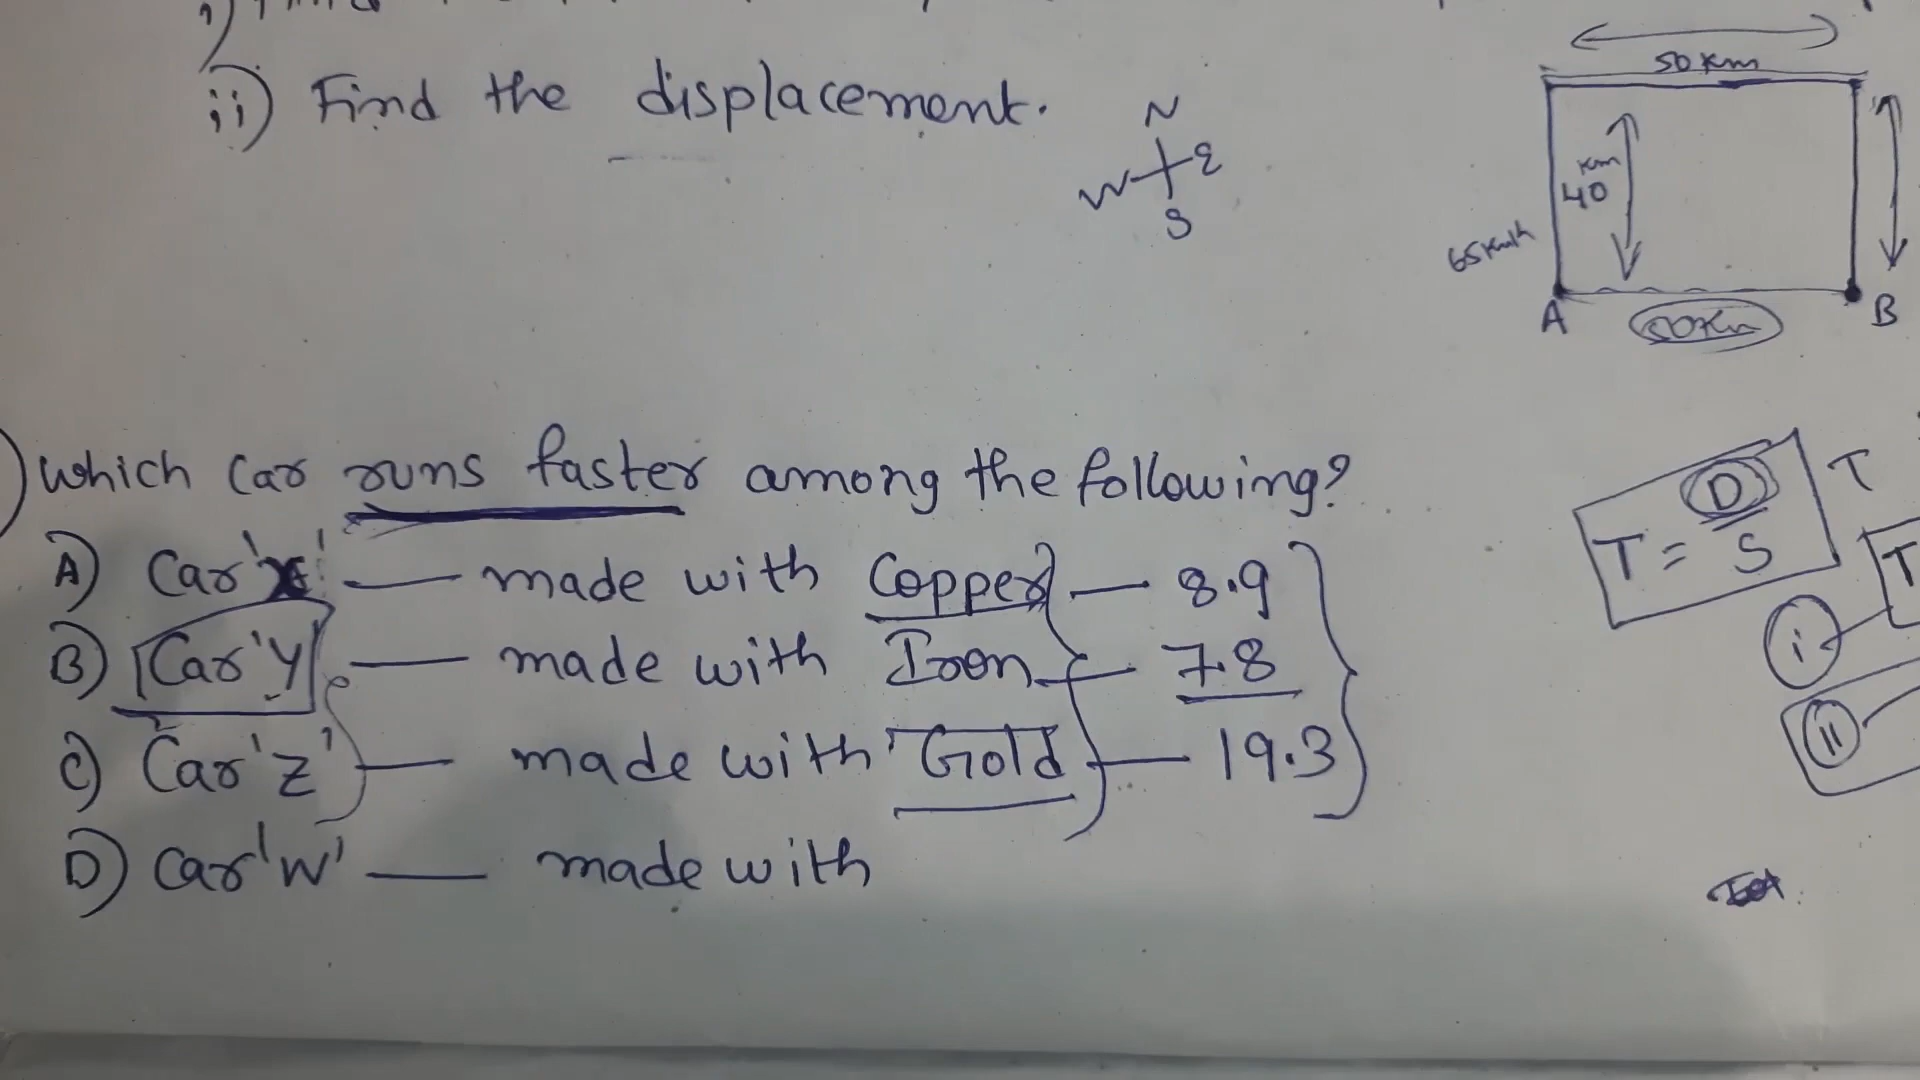 ii) Find the displacement.
N
W E
S
50 Km
Km
40
65 Km/h
A
B
Which car runs faster among the following?
A) Car 'X' — made with Copper — 8.9
B) Car 'Y' — made with Iron — 7.8
C) Car 'Z' — made with Gold — 19.3
D) Car 'W' — made with
T = D/S
T
T
i
ii